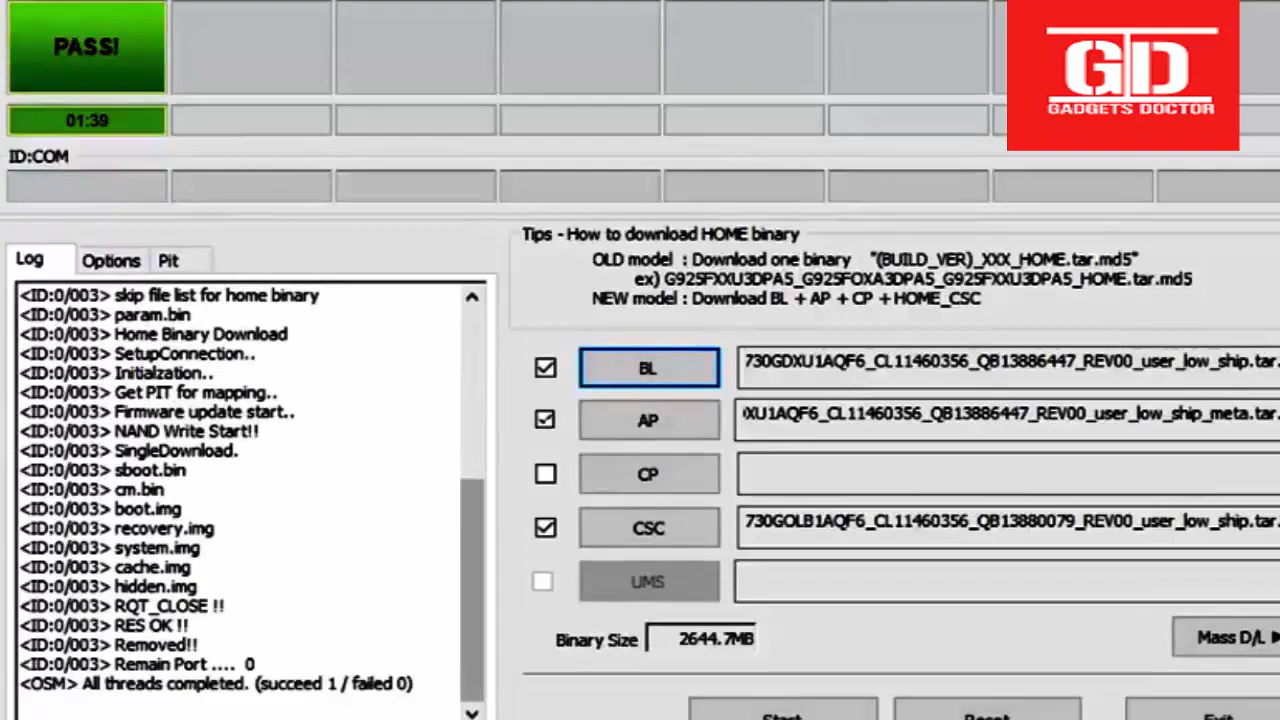 PASS!
GD
GADGETS DOCTOR
01:39
ID:COM
Log
Options
Pit
<ID:0/003> skip file list for home binary
<ID:0/003> param.bin
<ID:0/003> Home Binary Download
<ID:0/003> SetupConnection..
<ID:0/003> Initialzation..
<ID:0/003> Get PIT for mapping..
<ID:0/003> Firmware update start..
<ID:0/003> NAND Write Start!!
<ID:0/003> SingleDownload.
<ID:0/003> sboot.bin
<ID:0/003> cm.bin
<ID:0/003> boot.img
<ID:0/003> recovery.img
<ID:0/003> system.img
<ID:0/003> cache.img
<ID:0/003> hidden.img
<ID:0/003> RQT_CLOSE !!
<ID:0/003> RES OK !!
<ID:0/003> Removed!!
<ID:0/003> Remain Port .... 0
<OSM> All threads completed. (succeed 1 / failed 0)
Tips - How to download HOME binary
OLD model : Download one binary "(BUILD_VER)_XXX_HOME.tar.md5"
ex) G925FXXU3DPA5_G925FOXA3DPA5_G925FXXU3DPA5_HOME.tar.md5
NEW model : Download BL + AP + CP + HOME_CSC
BL 730GDXU1AQF6_CL11460356_QB13886447_REV00_user_low_ship.tar.
AP XU1AQF6_CL11460356_QB13886447_REV00_user_low_ship_meta.tar.
CP
CSC 730GOLB1AQF6_CL11460356_QB13880079_REV00_user_low_ship.tar.
UMS
Binary Size 2644.7MB
Mass D/L
Start
Reset
Exit